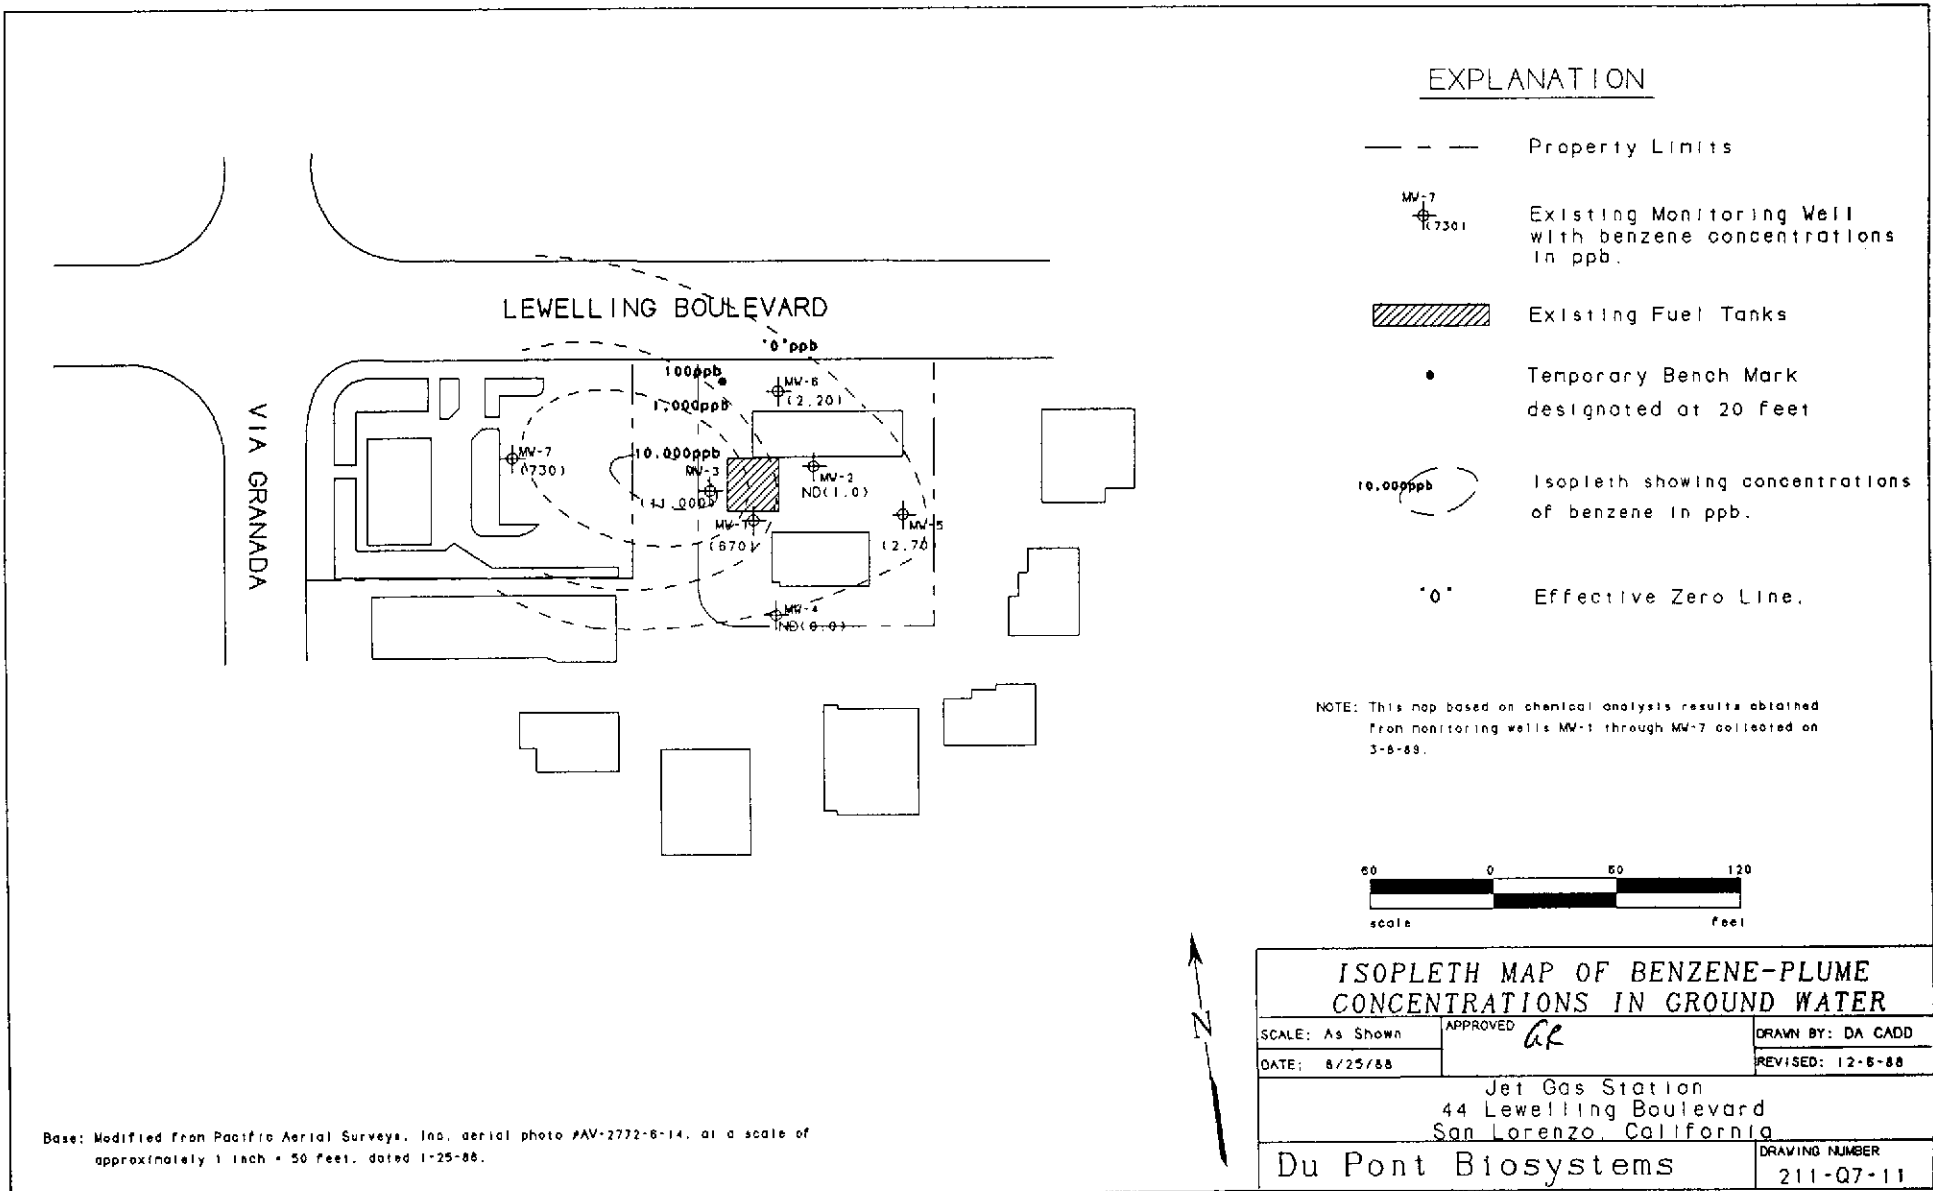 EXPLANATION
Property Limits
MW-7
(730)
Existing Monitoring Well
with benzene concentrations
in ppb.
Existing Fuel Tanks
Temporary Bench Mark
designated at 20 feet
10,000ppb
Isopleth showing concentrations
of benzene in ppb.
"0"
Effective Zero Line.
NOTE: This map based on chemical analysis results obtained
from monitoring wells MW-1 through MW-7 collected on
3-8-89.
LEWELLING BOULEVARD
VIA GRANADA
"0"ppb
100ppb
1,000ppb
10,000ppb
MW-6
(2.20)
MW-7
(730)
MW-3
(11,000)
MW-2
ND(1.0)
MW-1
(670)
MW-5
(2.70)
MW-4
ND(0.0)
60 0 60 120
scale feet
N
ISOPLETH MAP OF BENZENE-PLUME
CONCENTRATIONS IN GROUND WATER
SCALE: As Shown
APPROVED GR
DRAWN BY: DA CADD
DATE: 8/25/88
REVISED: 12-6-88
Jet Gas Station
44 Lewelling Boulevard
San Lorenzo, California
Du Pont Biosystems
DRAWING NUMBER
211-Q7-11
Base: Modified from Pacific Aerial Surveys, Inc. aerial photo #AV-2772-6-14, at a scale of
approximately 1 inch = 50 feet, dated 1-25-86.